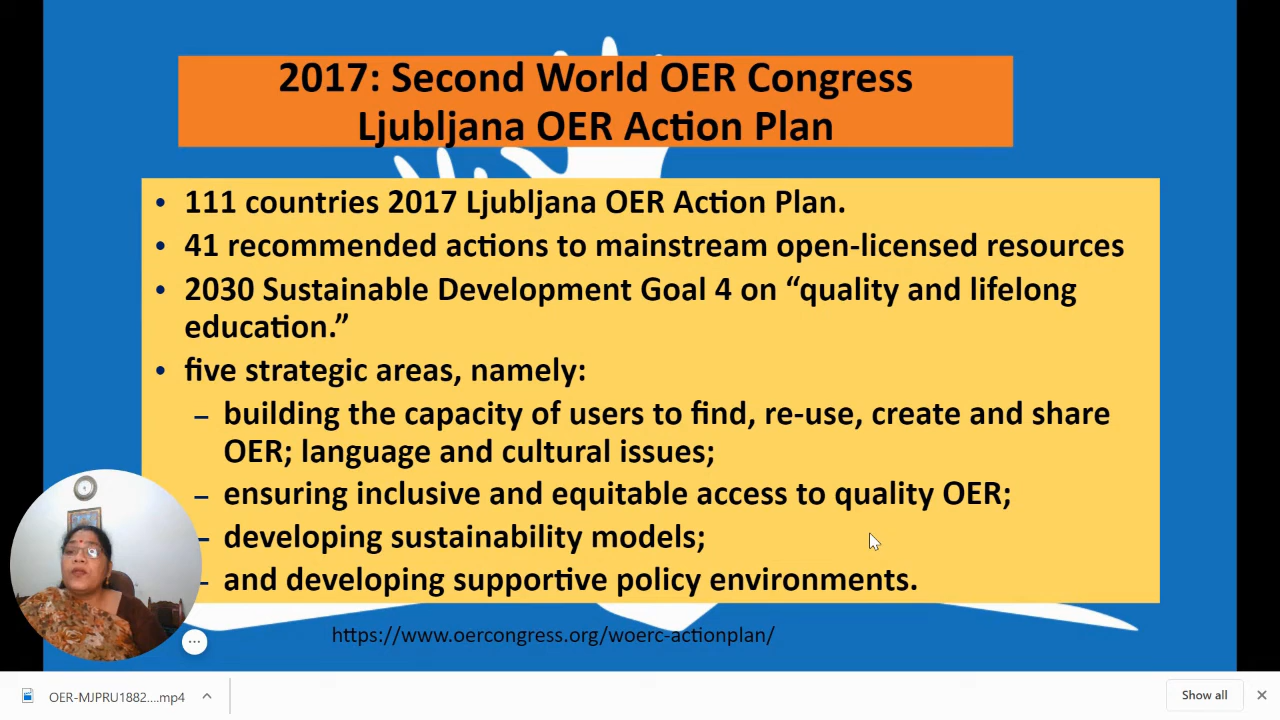 2017: Second World OER Congress
Ljubljana OER Action Plan
• 111 countries 2017 Ljubljana OER Action Plan.
• 41 recommended actions to mainstream open-licensed resources
• 2030 Sustainable Development Goal 4 on “quality and lifelong
education.”
• five strategic areas, namely:
– building the capacity of users to find, re-use, create and share
OER; language and cultural issues;
– ensuring inclusive and equitable access to quality OER;
– developing sustainability models;
– and developing supportive policy environments.
https://www.oercongress.org/woerc-actionplan/
OER-MJPRU1882....mp4
Show all